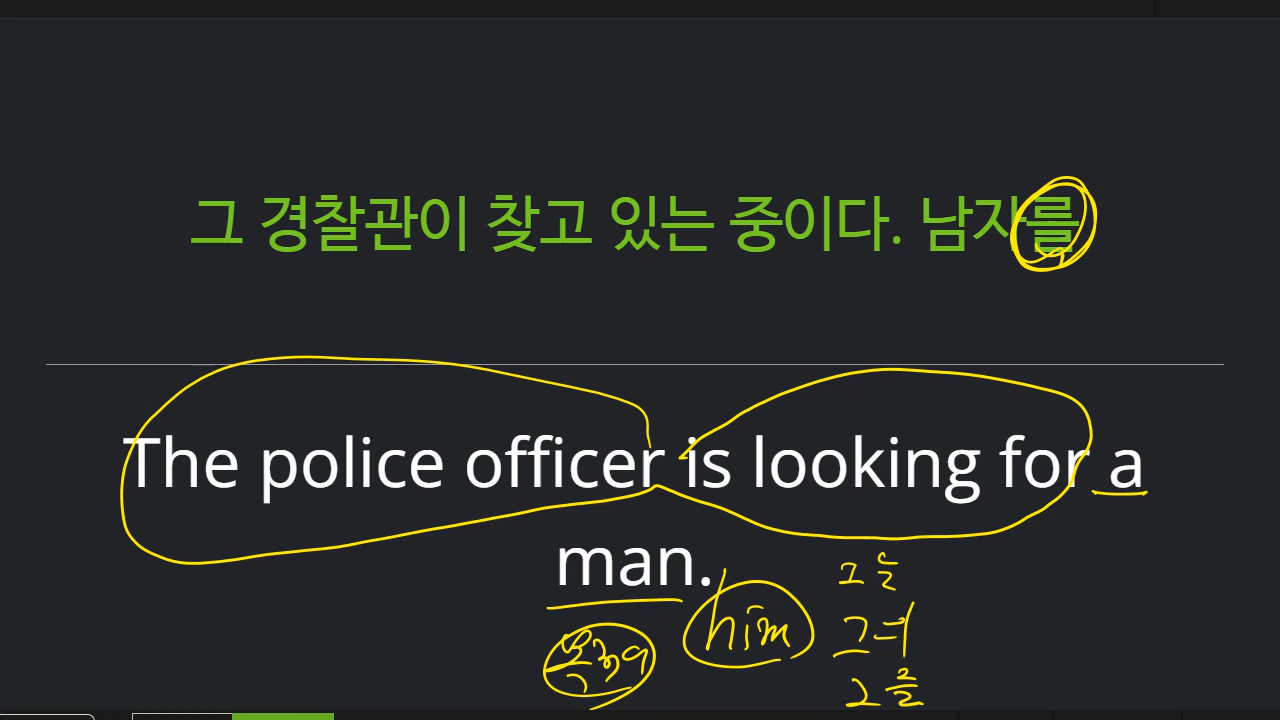 그 경찰관이 찾고 있는 중이다. 남자를
The police officer is looking for a
man.
목적어
him
그는
그의
그를